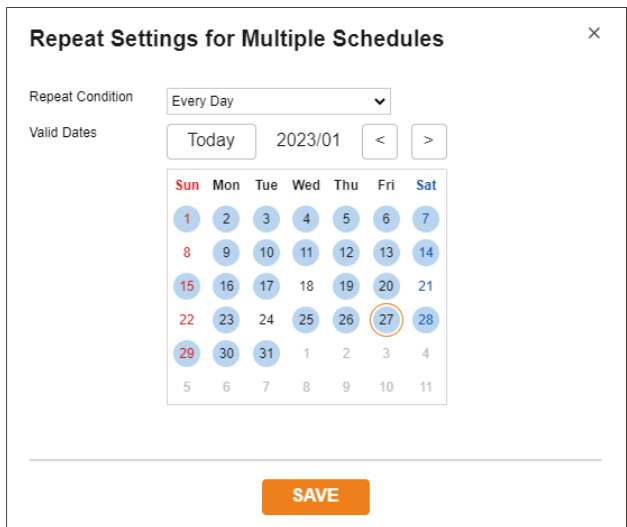 Repeat Settings for Multiple Schedules ×
Repeat Condition Every Day
Valid Dates Today 2023/01 < >
Sun Mon Tue Wed Thu Fri Sat
1 2 3 4 5 6 7
8 9 10 11 12 13 14
15 16 17 18 19 20 21
22 23 24 25 26 27 28
29 30 31 1 2 3 4
5 6 7 8 9 10 11
SAVE